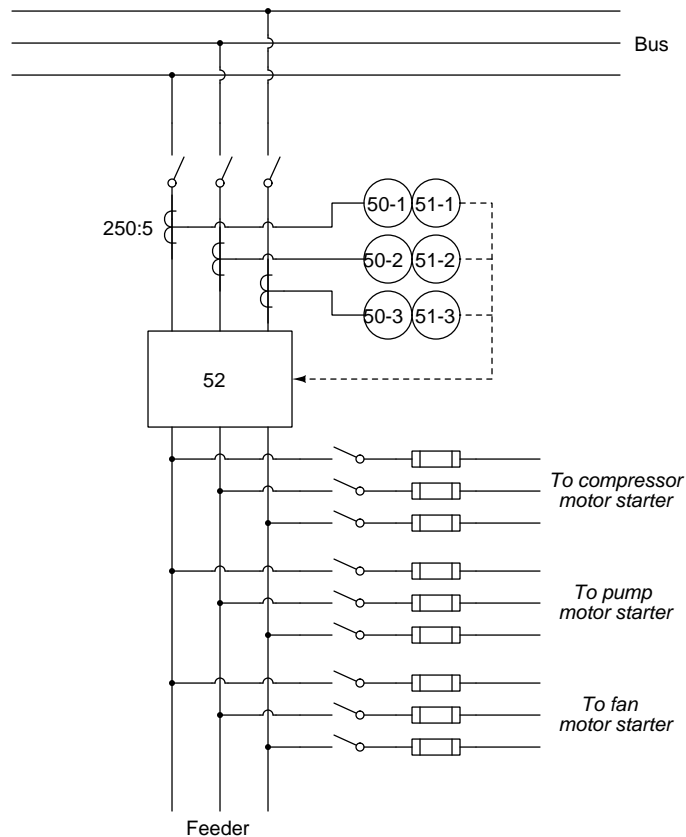 Bus
250:5
50-1 51-1
50-2 51-2
50-3 51-3
52
To compressor
motor starter
To pump
motor starter
To fan
motor starter
Feeder